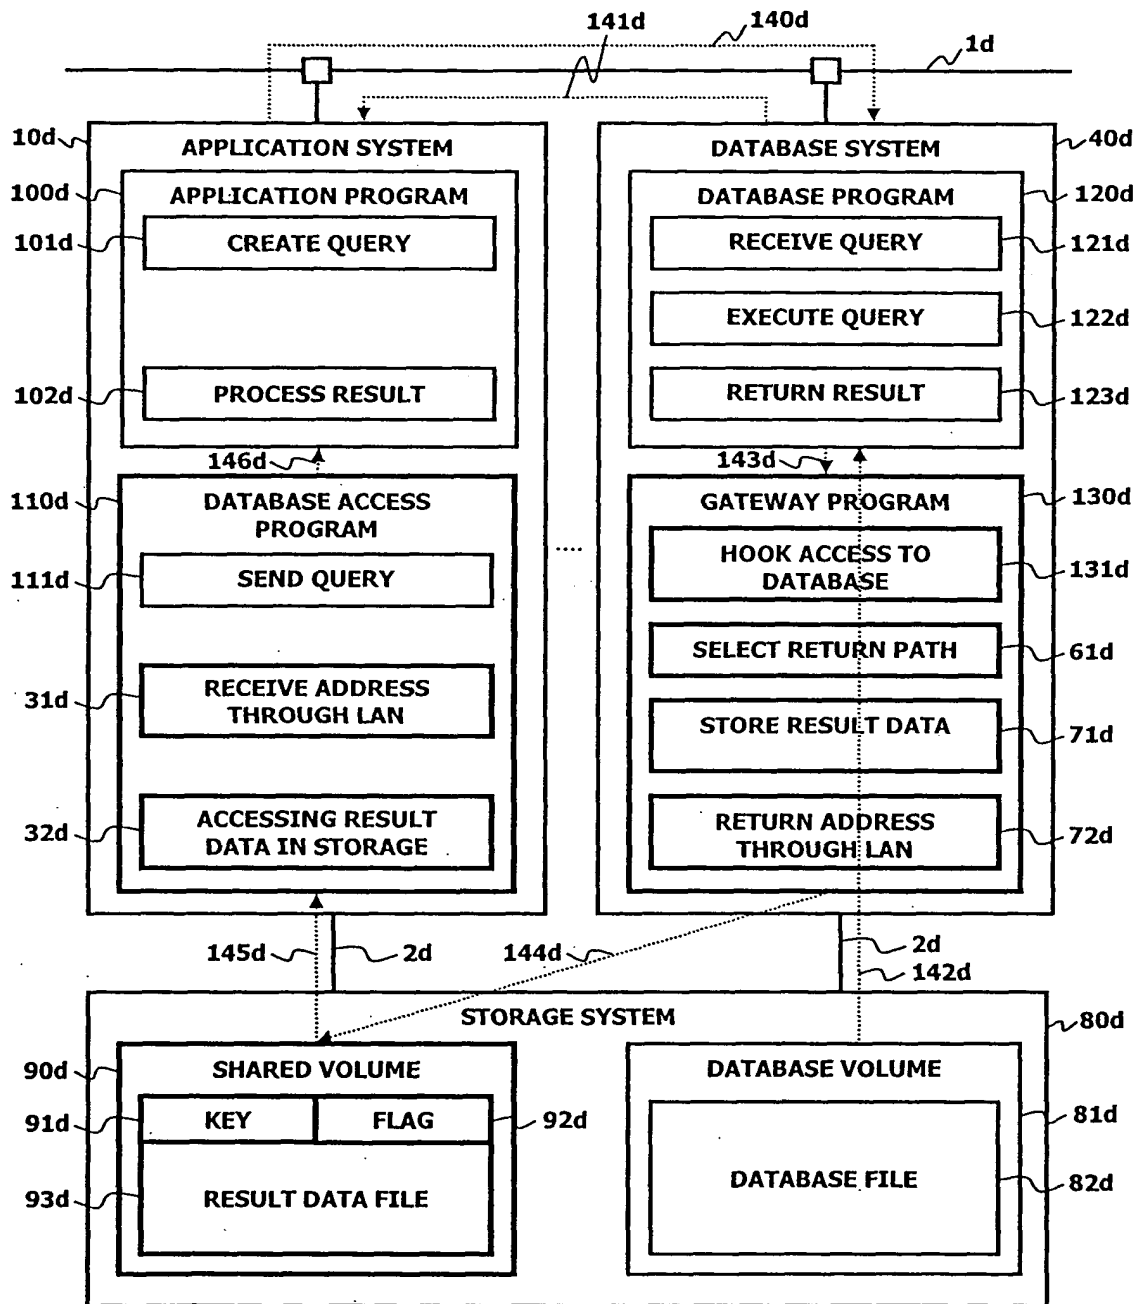 141d
140d
1d
10d
APPLICATION SYSTEM
DATABASE SYSTEM
40d
100d
APPLICATION PROGRAM
DATABASE PROGRAM
120d
101d
CREATE QUERY
RECEIVE QUERY
121d
EXECUTE QUERY
122d
102d
PROCESS RESULT
RETURN RESULT
123d
146d
143d
110d
DATABASE ACCESS
PROGRAM
GATEWAY PROGRAM
130d
111d
SEND QUERY
....
HOOK ACCESS TO
DATABASE
131d
SELECT RETURN PATH
61d
31d
RECEIVE ADDRESS
THROUGH LAN
STORE RESULT DATA
71d
32d
ACCESSING RESULT
DATA IN STORAGE
RETURN ADDRESS
THROUGH LAN
72d
145d
2d
144d
2d
142d
STORAGE SYSTEM
80d
90d
SHARED VOLUME
DATABASE VOLUME
91d
KEY
FLAG
92d
81d
93d
RESULT DATA FILE
DATABASE FILE
82d